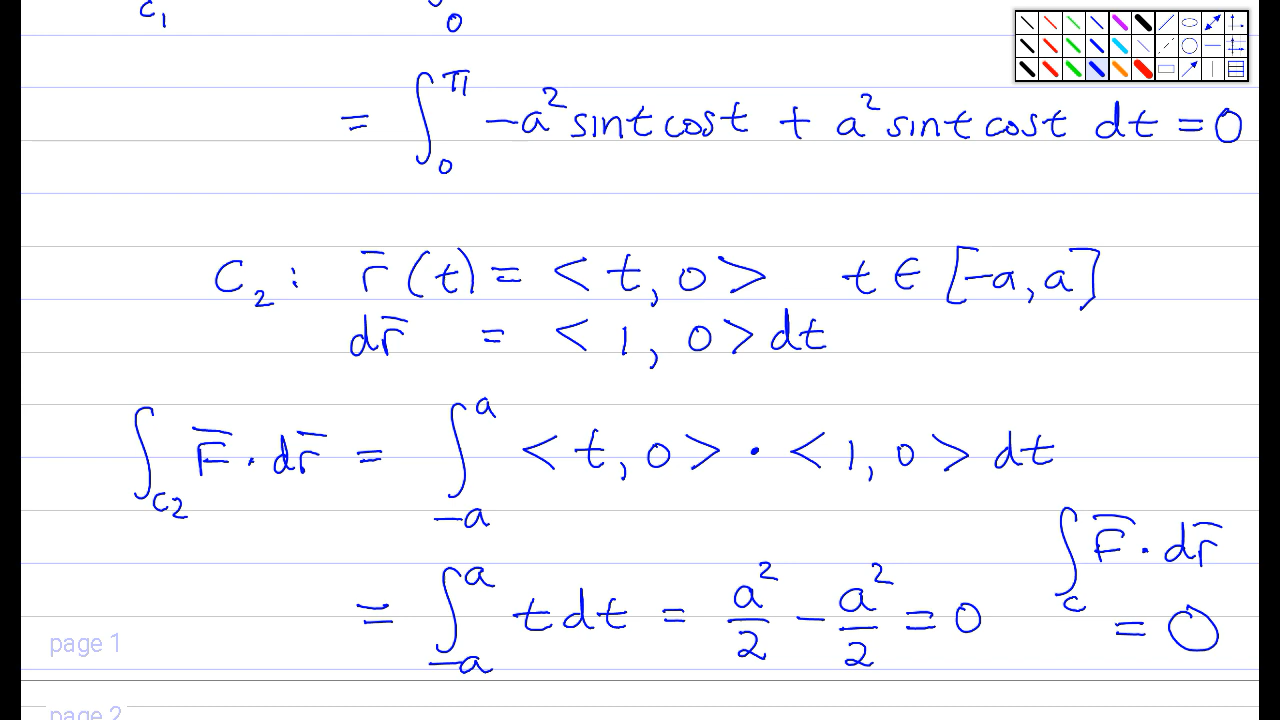 C₁ 0
= ∫₀^π −a² sint cost + a² sint cost dt = 0
C₂ : r̄(t) = < t, 0 > t ∈ [−a, a]
dr̄ = < 1, 0 > dt
∫_C₂ F̄ · dr̄ = ∫_−a^a < t, 0 > · < 1, 0 > dt
= ∫_−a^a t dt = a²/2 − a²/2 = 0
∫_C F̄ · dr̄
= 0
page 1
page 2